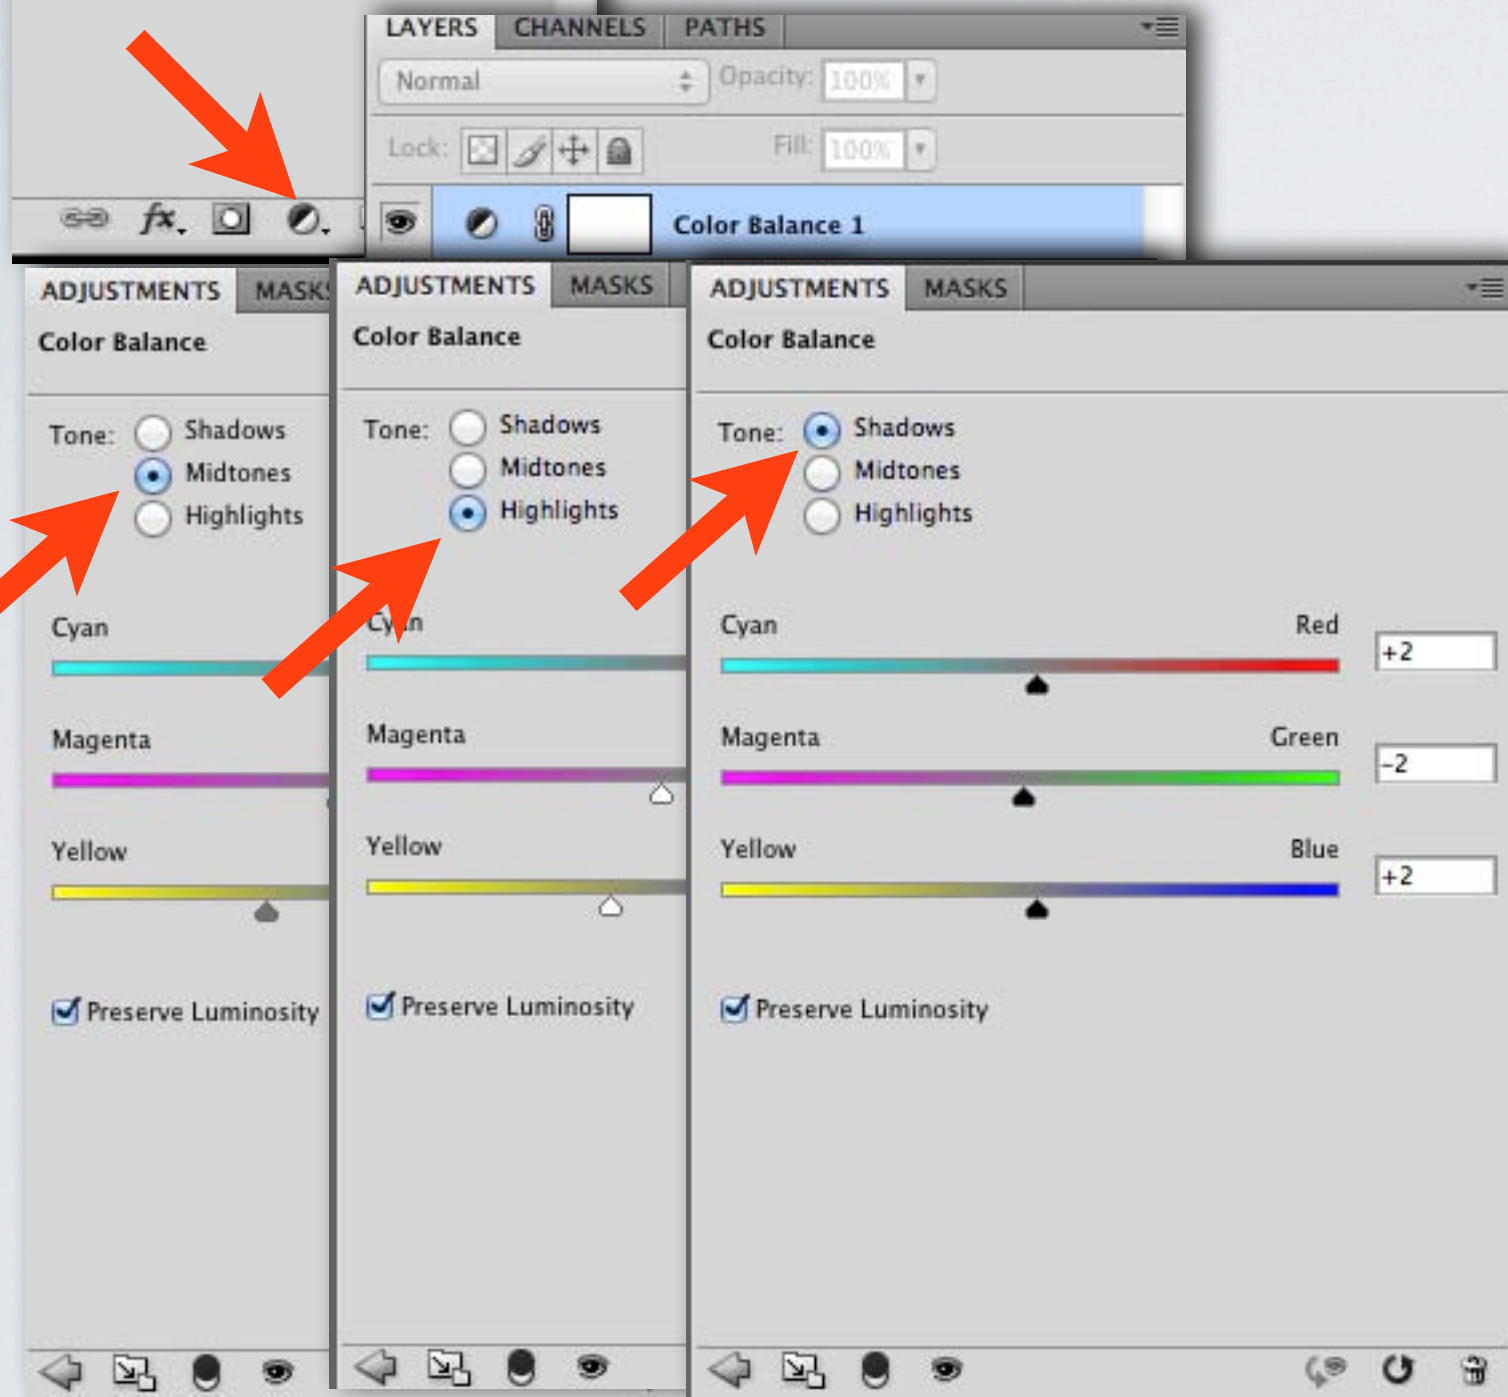 LAYERS CHANNELS PATHS
Normal Opacity: 100%
Lock: Fill: 100%
fx.
Color Balance 1
ADJUSTMENTS MASKS
Color Balance
Tone: Shadows
Midtones
Highlights
Cyan
Magenta
Yellow
Preserve Luminosity
ADJUSTMENTS MASKS
Color Balance
Tone: Shadows
Midtones
Highlights
Cyan
Magenta
Yellow
Preserve Luminosity
ADJUSTMENTS MASKS
Color Balance
Tone: Shadows
Midtones
Highlights
Cyan Red +2
Magenta Green -2
Yellow Blue +2
Preserve Luminosity